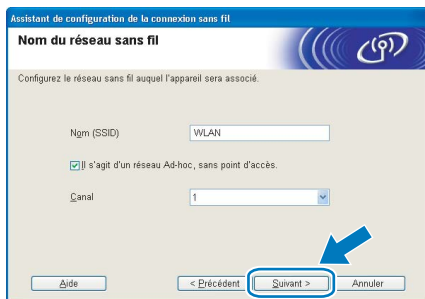 Assistant de configuration de la connexion sans fil
Nom du réseau sans fil
Configurez le réseau sans fil auquel l'appareil sera associé.
Nom (SSID) WLAN
Il s'agit d'un réseau Ad-hoc, sans point d'accès.
Canal 1
Aide < Précédent Suivant > Annuler